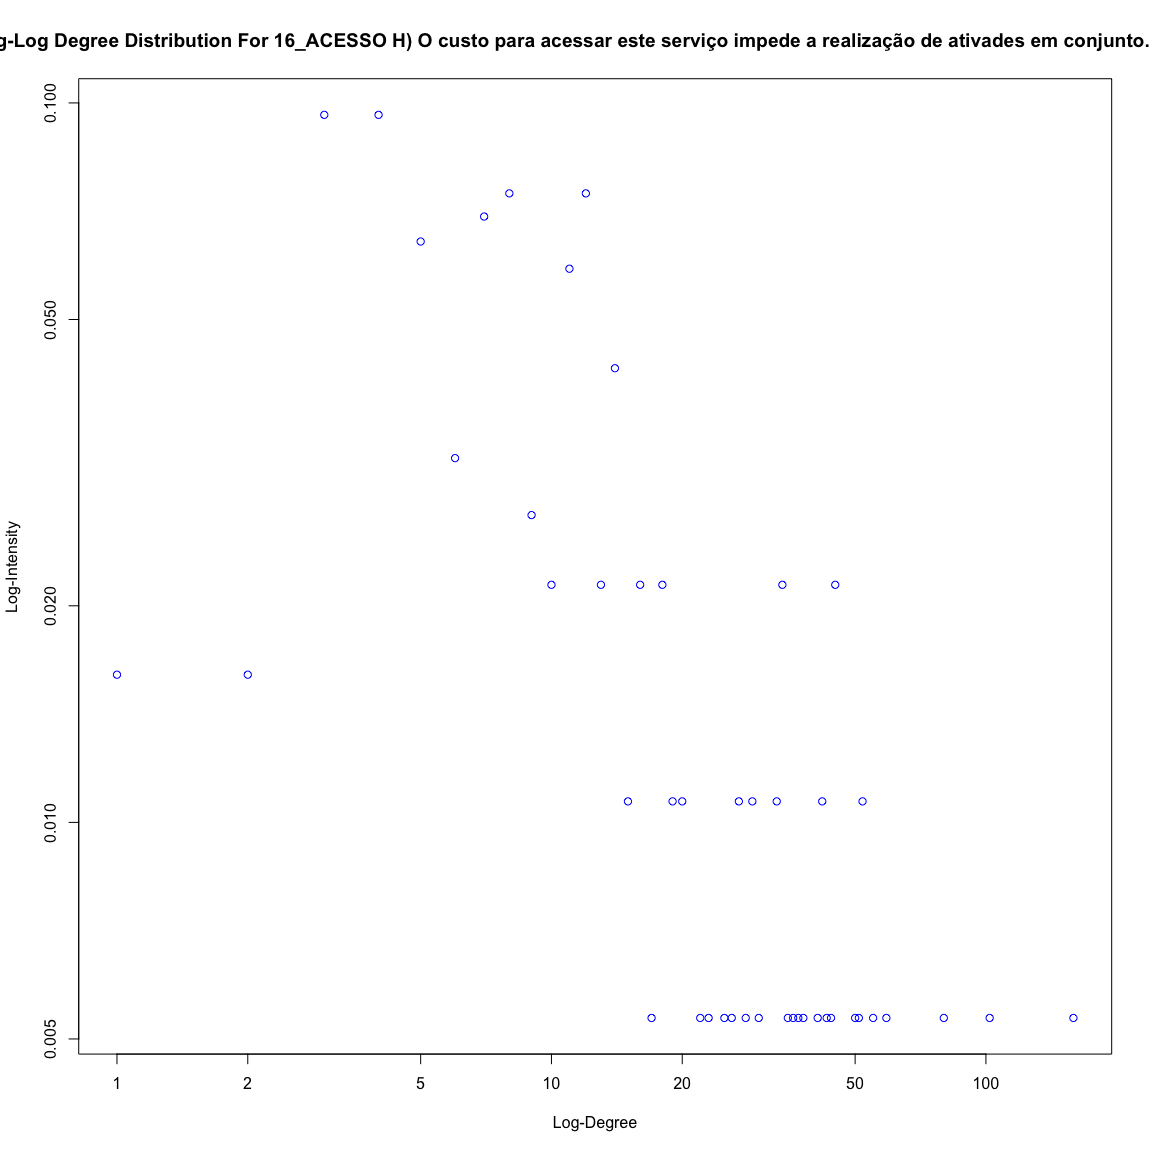 g-Log Degree Distribution For 16_ACESSO H) O custo para acessar este serviço impede a realização de ativades em conjunto.
0.100
0.050
0.020
0.010
0.005
Log-Intensity
1 2 5 10 20 50 100
Log-Degree